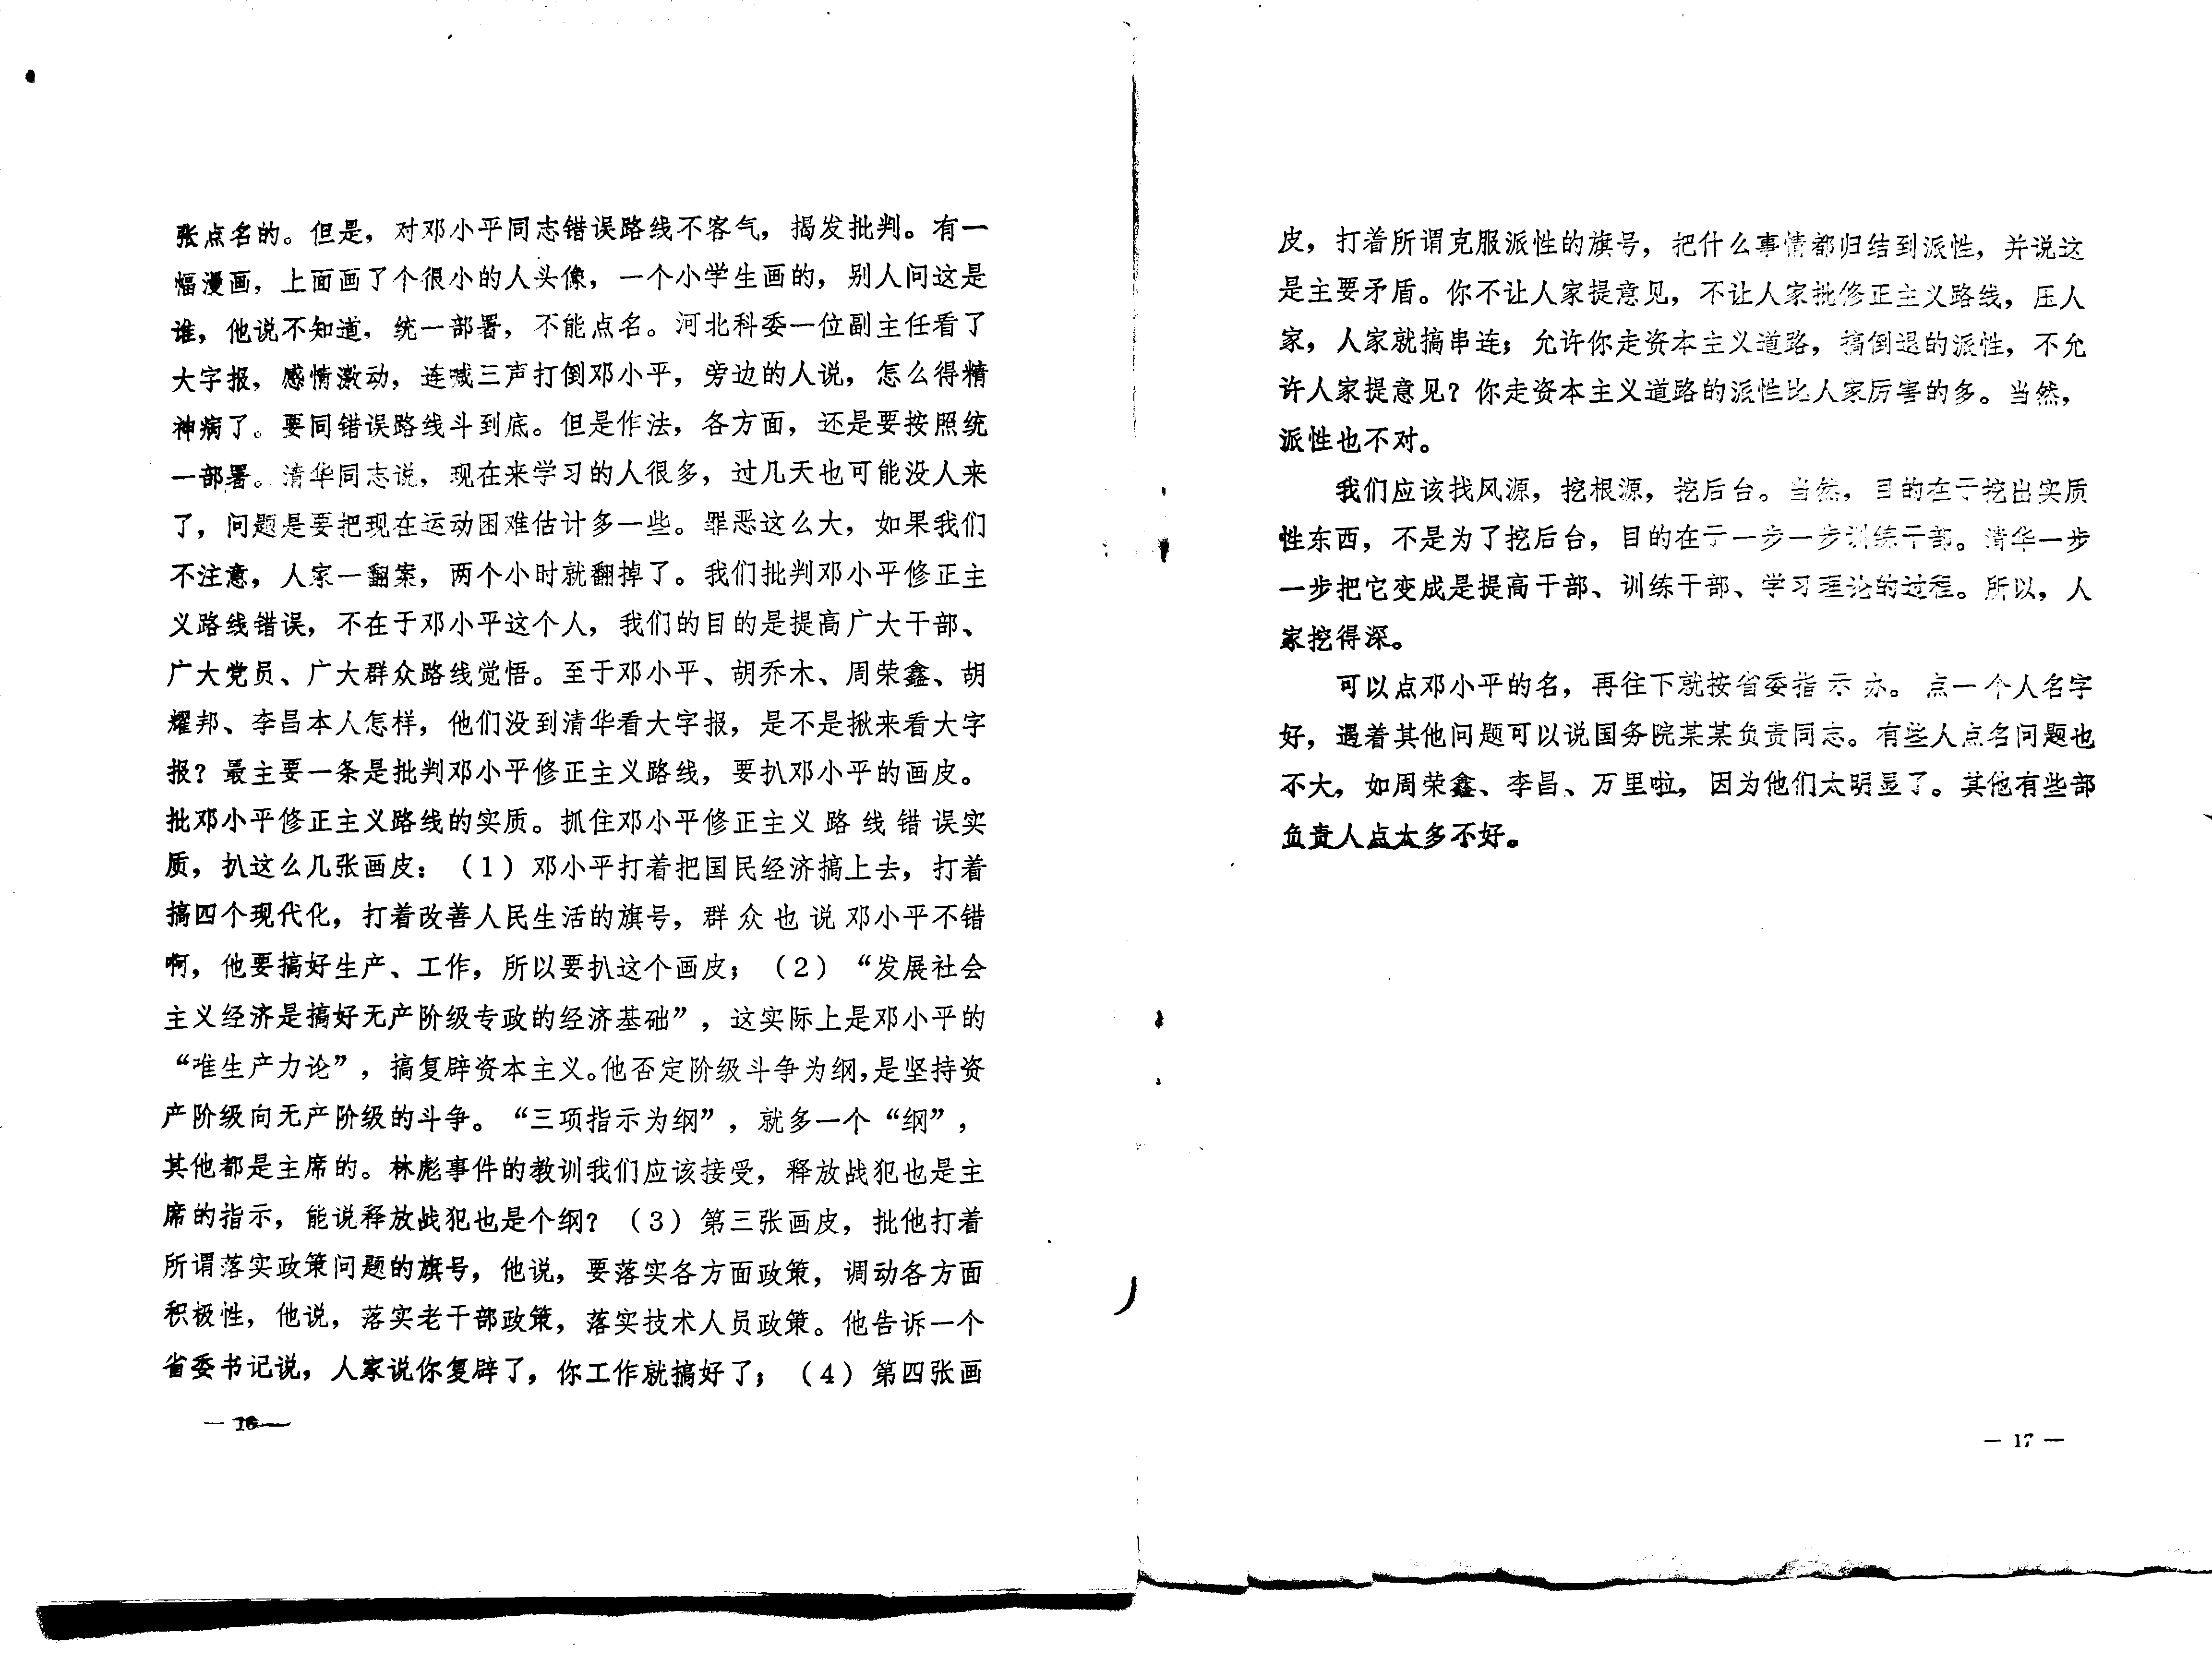 张点名的。但是，对邓小平同志错误路线不客气，揭发批判。有一
幅漫画，上面画了个很小的人头像，一个小学生画的，别人问这是
谁，他说不知道，统一部署，不能点名。河北科委一位副主任看了
大字报，感情激动，连喊三声打倒邓小平，旁边的人说，怎么得精
神病了。要同错误路线斗到底。但是作法，各方面，还是要按照统
一部署。清华同志说，现在来学习的人很多，过几天也可能没人来
了，问题是要把现在运动困难估计多一些。罪恶这么大，如果我们
不注意，人家一翻案，两个小时就翻掉了。我们批判邓小平修正主
义路线错误，不在于邓小平这个人，我们的目的是提高广大干部、
广大党员、广大群众路线觉悟。至于邓小平、胡乔木、周荣鑫、胡
耀邦、李昌本人怎样，他们没到清华看大字报，是不是揪来看大字
报？最主要一条是批判邓小平修正主义路线，要扒邓小平的画皮。
批邓小平修正主义路线的实质。抓住邓小平修正主义路线错误实
质，扒这么几张画皮：（1）邓小平打着把国民经济搞上去，打着
搞四个现代化，打着改善人民生活的旗号，群众也说邓小平不错
啊，他要搞好生产、工作，所以要扒这个画皮；（2）“发展社会
主义经济是搞好无产阶级专政的经济基础”，这实际上是邓小平的
“唯生产力论”，搞复辟资本主义。他否定阶级斗争为纲，是坚持资
产阶级向无产阶级的斗争。“三项指示为纲”，就多一个“纲”，
其他都是主席的。林彪事件的教训我们应该接受，释放战犯也是主
席的指示，能说释放战犯也是个纲？（3）第三张画皮，批他打着
所谓落实政策问题的旗号，他说，要落实各方面政策，调动各方面
积极性，他说，落实老干部政策，落实技术人员政策。他告诉一个
省委书记说，人家说你复辟了，你工作就搞好了；（4）第四张画
— 16 —
皮，打着所谓克服派性的旗号，把什么事情都归结到派性，并说这
是主要矛盾。你不让人家提意见，不让人家批修正主义路线，压人
家，人家就搞串连；允许你走资本主义道路，搞倒退的派性，不允
许人家提意见？你走资本主义道路的派性比人家厉害的多。当然，
派性也不对。
我们应该找风源，挖根源，挖后台。当然，目的在于挖出实质
性东西，不是为了挖后台，目的在于一步一步训练干部。清华一步
一步把它变成是提高干部、训练干部、学习理论的过程。所以，人
家挖得深。
可以点邓小平的名，再往下就按省委指示办。点一个人名字
好，遇着其他问题可以说国务院某某负责同志。有些人点名问题也
不大，如周荣鑫、李昌、万里啦，因为他们太明显了。其他有些部
负责人点太多不好。
— 17 —